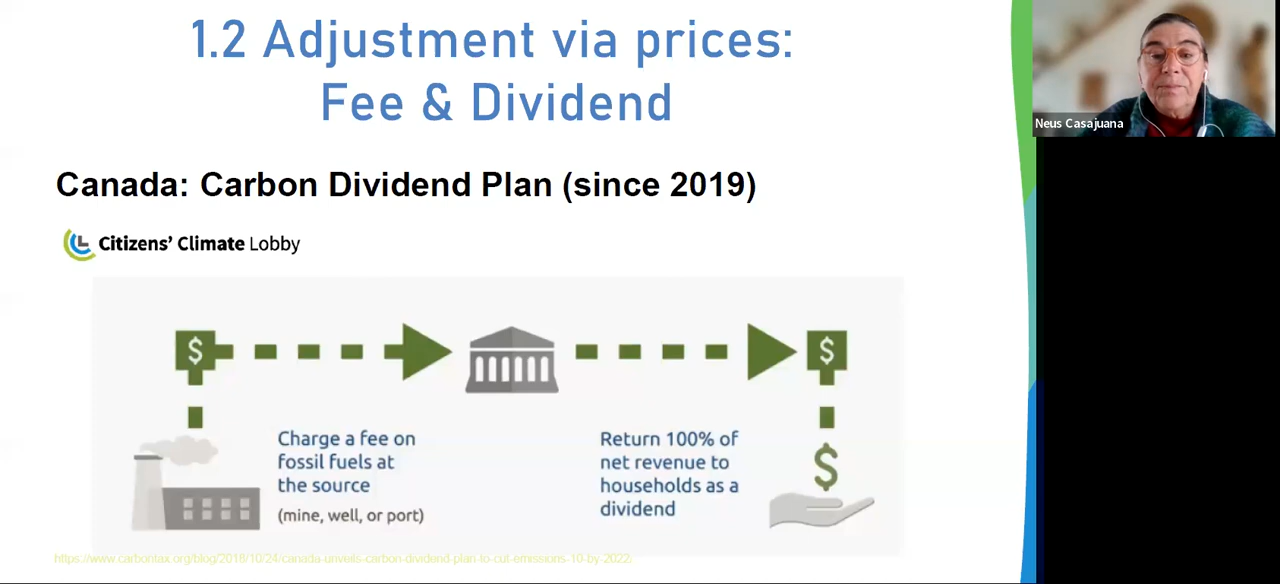 1.2 Adjustment via prices:
Fee & Dividend
Neus Casajuana
Canada: Carbon Dividend Plan (since 2019)
Citizens' Climate Lobby
$
$
Charge a fee on
fossil fuels at
the source
(mine, well, or port)
Return 100% of
net revenue to
households as a
dividend
$
https://www.carbontax.org/blog/2018/10/24/canada-unveils-carbon-dividend-plan-to-cut-emissions-10-by-2022/